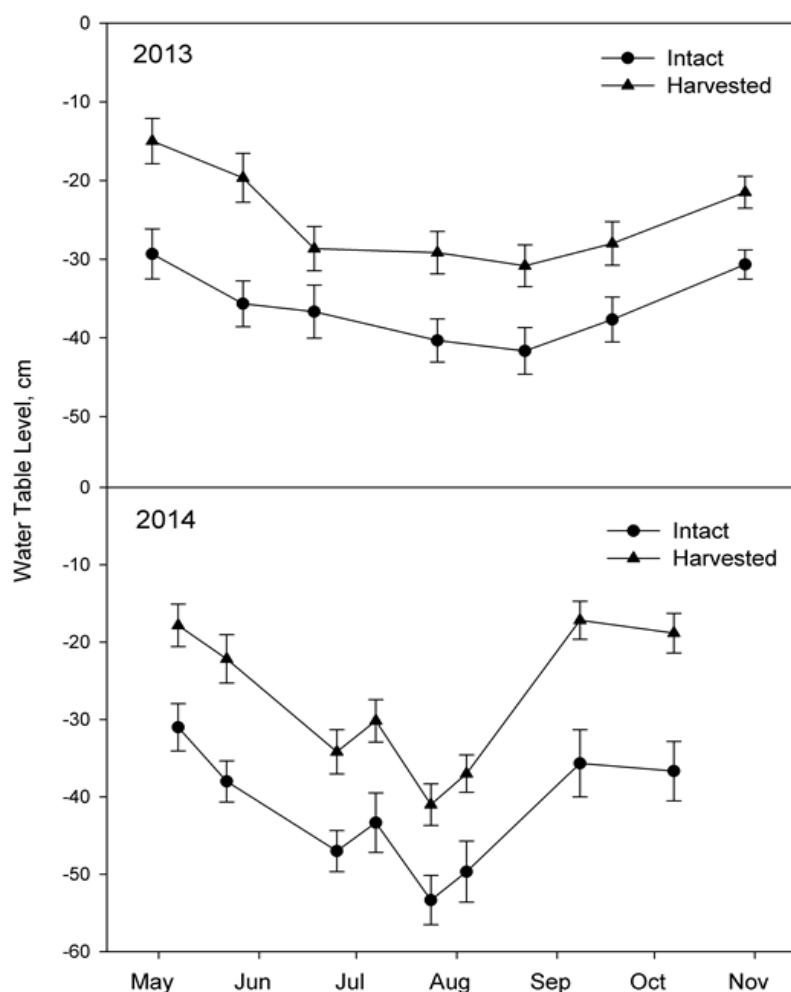 0
2013
Intact
Harvested
-10
-20
-30
-40
-50
Water Table Level, cm
0
2014
Intact
Harvested
-10
-20
-30
-40
-50
-60
May Jun Jul Aug Sep Oct Nov